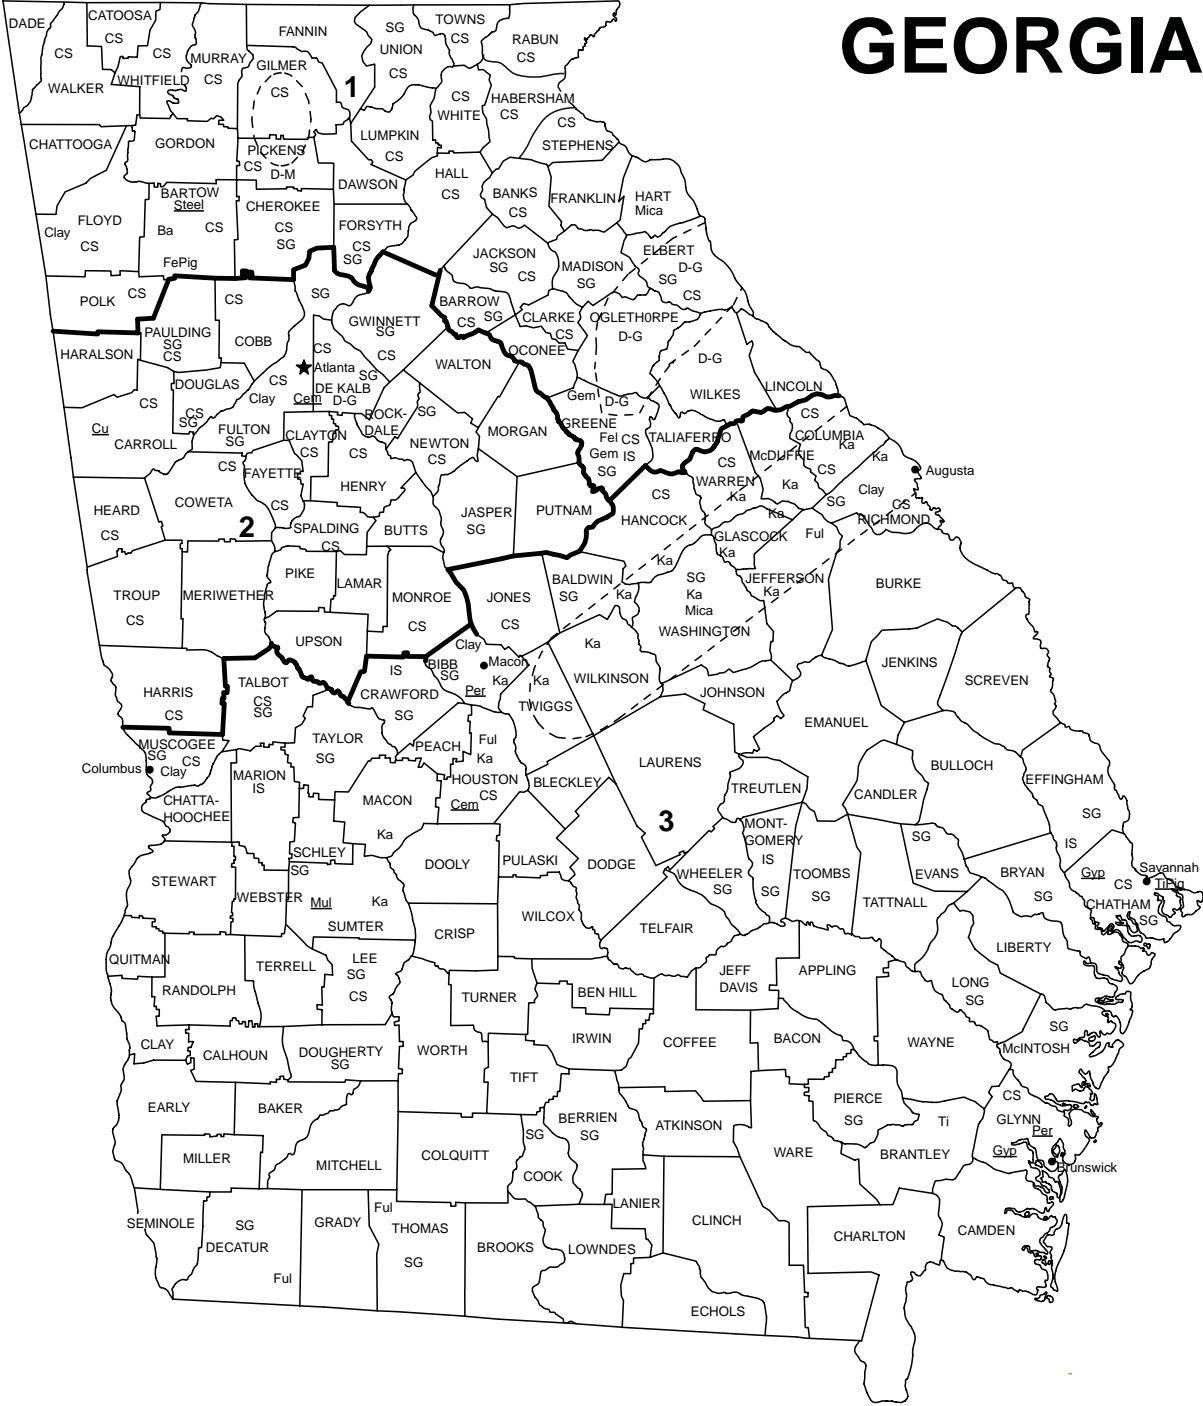 GEORGIA
DADE
CATOOSA
CS
CS
CS
WALKER
WHITFIELD
MURRAY
CS
FANNIN
GILMER
CS
1
SG
UNION
CS
TOWNS
CS
RABUN
CS
CS
WHITE
HABERSHAM
CS
CS
STEPHENS
LUMPKIN
CS
CHATTOOGA
GORDON
PICKENS
CS
D-M
DAWSON
HALL
CS
BANKS
CS
FRANKLIN
HART
Mica
FLOYD
Clay
CS
BARTOW
Steel
Ba
CS
FePig
CHEROKEE
CS
SG
FORSYTH
CS
SG
JACKSON
SG
CS
MADISON
SG
ELBERT
D-G
SG
CS
POLK
CS
CS
COBB
SG
GWINNETT
SG
CS
BARROW
SG
CS
CLARKE
CS
OGLETHORPE
D-G
PAULDING
SG
CS
HARALSON
CS
Atlanta
CS
SG
DE KALB
D-G
CS
Clay
Cem
WALTON
OCONEE
D-G
WILKES
LINCOLN
DOUGLAS
CS
SG
CS
Cu
CARROLL
FULTON
SG
CLAYTON
CS
ROCK-
DALE
SG
NEWTON
CS
MORGAN
Gem
D-G
GREENE
Fel
CS
Gem
IS
SG
TALIAFERRO
CS
COLUMBIA
Ka
McDUFFIE
CS
Ka
CS
WARREN
Ka
Ka
Clay
SG
CS
RICHMOND
Augusta
CS
FAYETTE
CS
CS
HENRY
COWETA
2
HEARD
CS
SPALDING
CS
BUTTS
JASPER
SG
PUTNAM
CS
HANCOCK
Ka
Ka
GLASCOCK
Ka
Ful
TROUP
CS
MERIWETHER
PIKE
LAMAR
MONROE
CS
JONES
CS
BALDWIN
SG
Ka
SG
Ka
Mica
WASHINGTON
JEFFERSON
Ka
BURKE
UPSON
Clay
BIBB
SG
Macon
Ka
Per
Ka
WILKINSON
Ka
TWIGGS
JENKINS
SCREVEN
HARRIS
CS
TALBOT
CS
SG
IS
CRAWFORD
SG
JOHNSON
EMANUEL
MUSCOGEE
SG
CS
Columbus
Clay
TAYLOR
SG
PEACH
Ful
Ka
HOUSTON
CS
Cem
BLECKLEY
LAURENS
TREUTLEN
CANDLER
BULLOCH
EFFINGHAM
SG
IS
CHATTA-
HOOCHEE
MARION
IS
MACON
Ka
3
SCHLEY
DOOLY
PULASKI
DODGE
WHEELER
SG
MONT-
GOMERY
IS
SG
TOOMBS
SG
SG
EVANS
TATTNALL
BRYAN
SG
Gyp
CS
Savannah
TiPig
CHATHAM
SG
STEWART
WEBSTER
SG
Mul
Ka
SUMTER
CRISP
WILCOX
TELFAIR
LIBERTY
QUITMAN
RANDOLPH
TERRELL
LEE
SG
CS
TURNER
BEN HILL
JEFF
DAVIS
APPLING
LONG
SG
CLAY
CALHOUN
DOUGHERTY
SG
WORTH
IRWIN
COFFEE
BACON
WAYNE
SG
McINTOSH
TIFT
EARLY
BAKER
BERRIEN
SG
ATKINSON
PIERCE
SG
Ti
BRANTLEY
CS
GLYNN
Per
Gyp
Brunswick
MILLER
MITCHELL
COLQUITT
SG
COOK
WARE
LANIER
SEMINOLE
SG
DECATUR
Ful
GRADY
Ful
THOMAS
SG
BROOKS
LOWNDES
CLINCH
CHARLTON
CAMDEN
ECHOLS